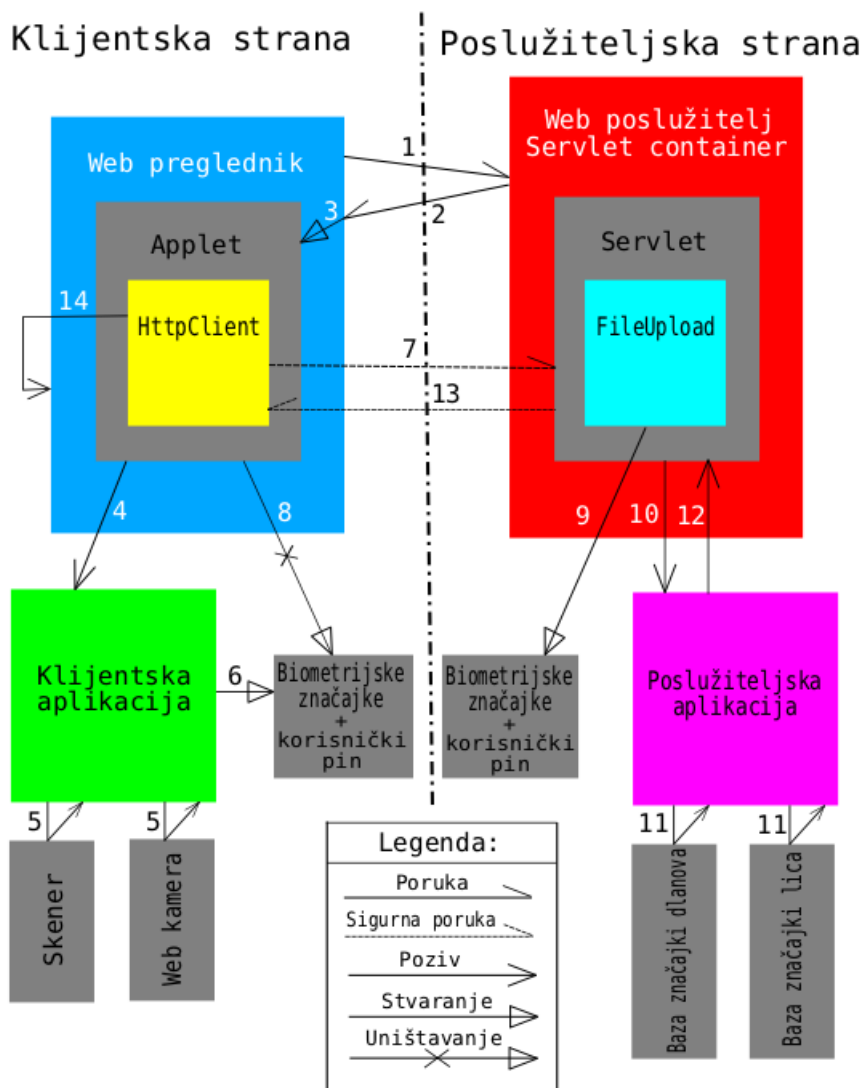 Klijentska strana
Poslužiteljska strana
Web preglednik
1
Web poslužitelj
Servlet container
3
2
Applet
Servlet
14
HttpClient
FileUpload
7
13
4
8
9
10
12
Klijentska
aplikacija
6
Biometrijske
značajke
+
korisnički
pin
Biometrijske
značajke
+
korisnički
pin
Poslužiteljska
aplikacija
5
5
11
11
Skener
Web kamera
Legenda:
Poruka
Sigurna poruka
Poziv
Stvaranje
Uništavanje
Baza značajki dlanova
Baza značajki lica